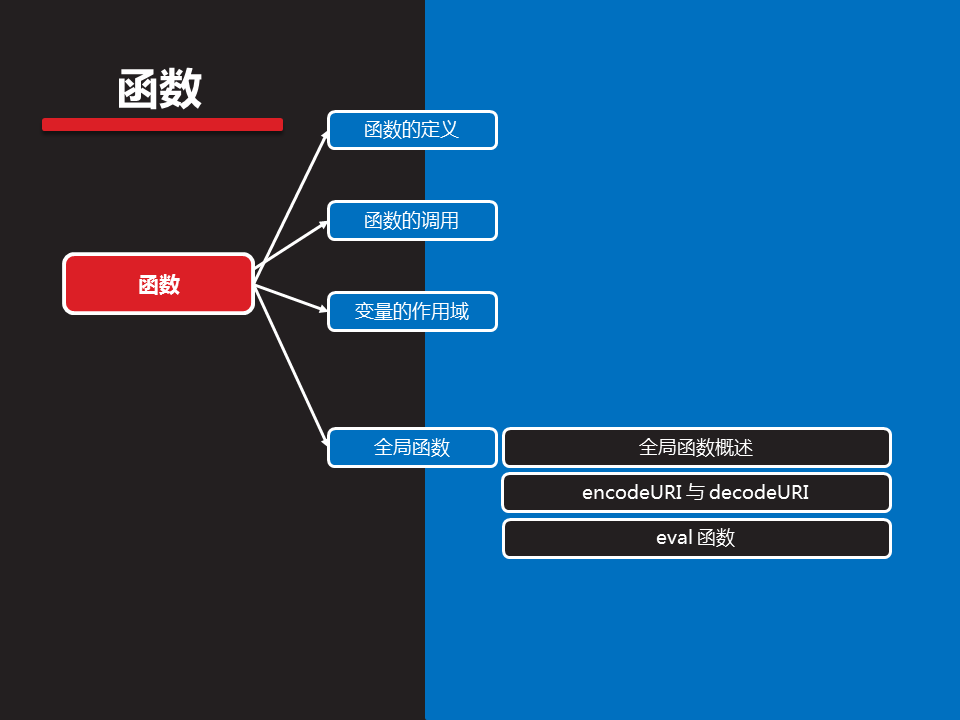 函数
函数的定义
函数的调用
函数
变量的作用域
全局函数
全局函数概述
encodeURI 与 decodeURI
eval 函数